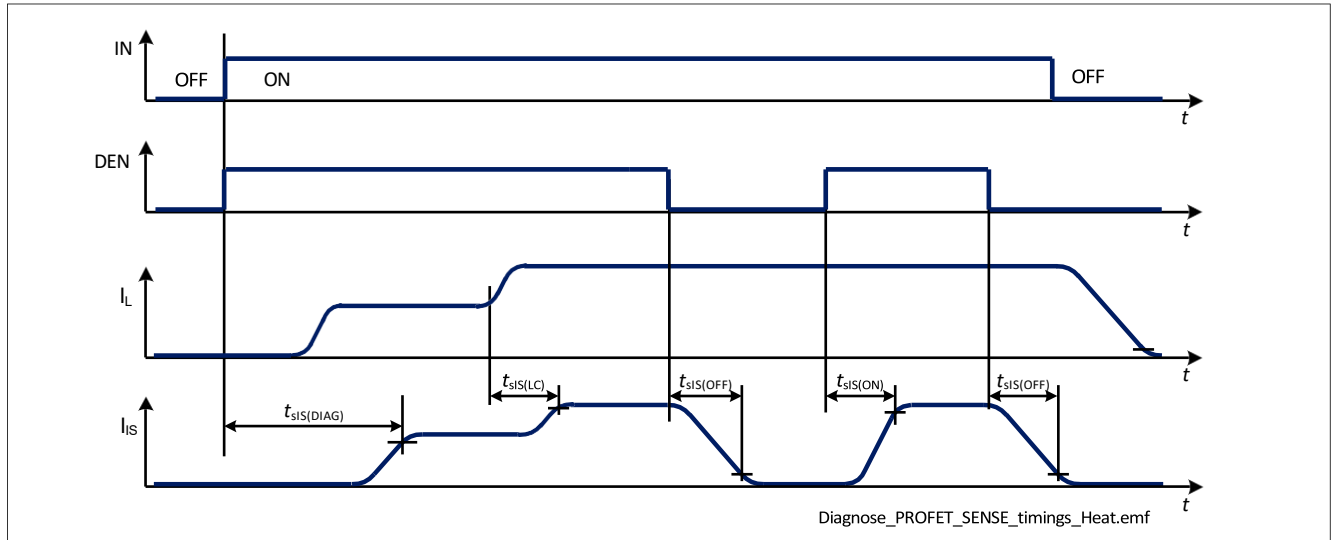 IN
OFF
ON
OFF
t
DEN
t
IL
t
tsIS(DIAG)
tsIS(LC)
tsIS(OFF)
tsIS(ON)
tsIS(OFF)
IIS
t
Diagnose_PROFET_SENSE_timings_Heat.emf